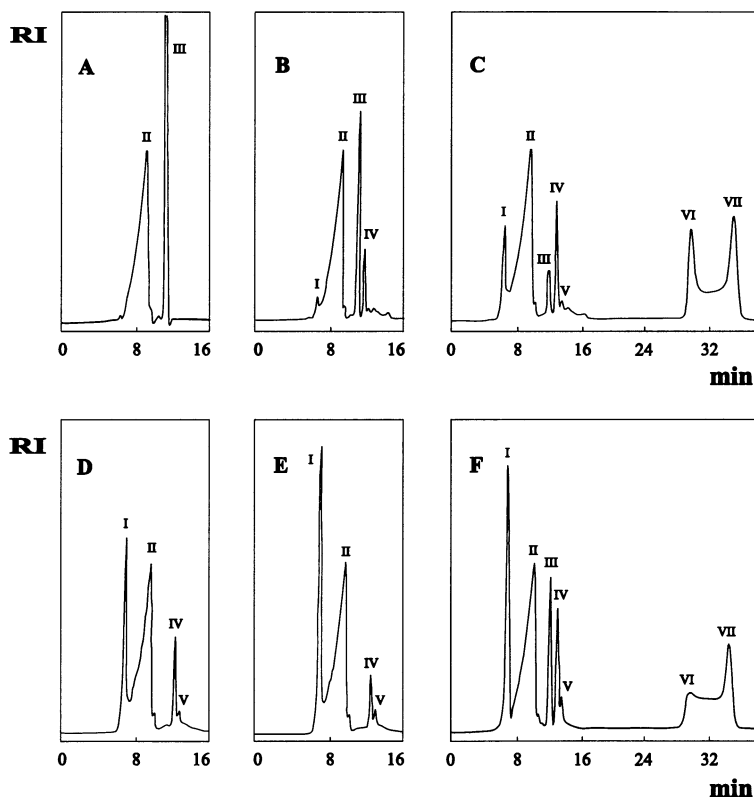 RI
A
II
III
0 8 16
B
I
II
III
IV
0 8 16
C
I
II
III
IV
V
VI
VII
0 8 16 24 32
min
RI
D
I
II
IV
V
0 8 16
E
I
II
IV
V
0 8 16
F
I
II
III
IV
V
VI
VII
0 8 16 24 32
min